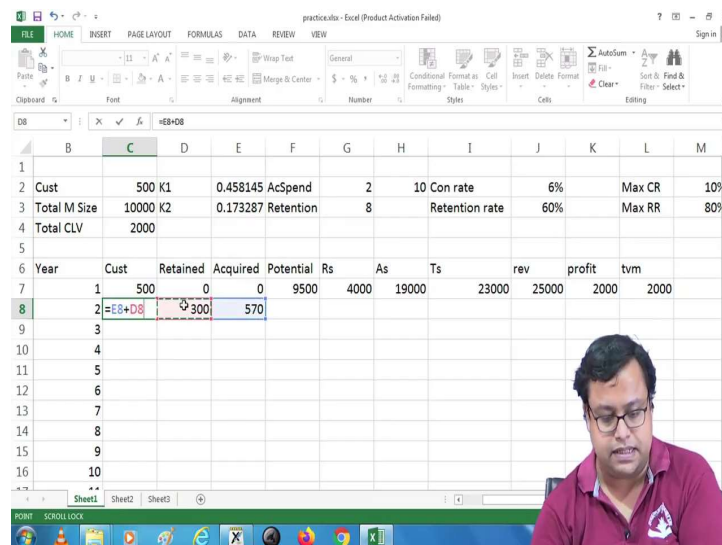 practice.xlsx - Excel (Product Activation Failed)
FILE HOME INSERT PAGE LAYOUT FORMULAS DATA REVIEW VIEW Sign in
Paste B I U 11 A A Wrap Text Merge & Center General $ % Conditional Formatting Format as Table Cell Styles Insert Delete Format AutoSum Fill Clear Sort & Filter Find & Select
Clipboard Font Alignment Number Styles Cells Editing
D8 fx =E8+D8
B C D E F G H I J K L M
1
2 Cust 500 K1 0.458145 AcSpend 2 10 Con rate 6% Max CR 10%
3 Total M Size 10000 K2 0.173287 Retention 8 Retention rate 60% Max RR 80%
4 Total CLV 2000
5
6 Year Cust Retained Acquired Potential Rs As Ts rev profit tvm
7 1 500 0 0 9500 4000 19000 23000 25000 2000 2000
8 2 =E8+D8 300 570
9 3
10 4
11 5
12 6
13 7
14 8
15 9
16 10
Sheet1 Sheet2 Sheet3
POINT SCROLL LOCK